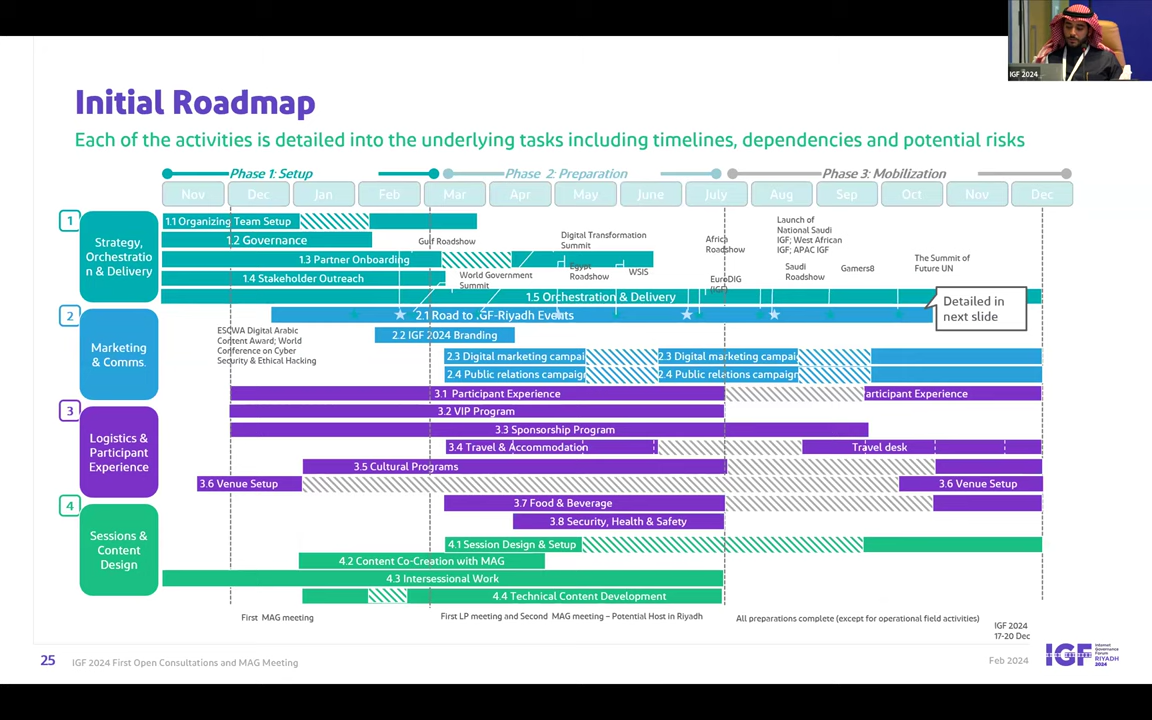 IGF 2024
Initial Roadmap
Each of the activities is detailed into the underlying tasks including timelines, dependencies and potential risks
Phase 1: Setup
Phase 2: Preparation
Phase 3: Mobilization
Nov
Dec
Jan
Feb
Mar
Apr
May
June
July
Aug
Sep
Oct
Nov
Dec
1
Strategy,
Orchestratio
n & Delivery
1.1 Organizing Team Setup
1.2 Governance
1.3 Partner Onboarding
1.4 Stakeholder Outreach
1.5 Orchestration & Delivery
Gulf Roadshow
World Government
Summit
Digital Transformation
Summit
Egypt
Roadshow
WSIS
Africa
Roadshow
EuroDIG
(IGF)
Launch of
National Saudi
IGF; West African
IGF; APAC IGF
Saudi
Roadshow
Gamers8
The Summit of
Future UN
Detailed in
next slide
2
Marketing
& Comms.
2.1 Road to IGF-Riyadh Events
ESCWA Digital Arabic
Content Award; World
Conference on Cyber
Security & Ethical Hacking
2.2 IGF 2024 Branding
2.3 Digital marketing campai
2.3 Digital marketing campai
2.4 Public relations campaig
2.4 Public relations campaign
3
Logistics &
Participant
Experience
3.1 Participant Experience
articipant Experience
3.2 VIP Program
3.3 Sponsorship Program
3.4 Travel & Accommodation
Travel desk
3.5 Cultural Programs
3.6 Venue Setup
3.6 Venue Setup
3.7 Food & Beverage
3.8 Security, Health & Safety
4
Sessions &
Content
Design
4.1 Session Design & Setup
4.2 Content Co-Creation with MAG
4.3 Intersessional Work
4.4 Technical Content Development
First MAG meeting
First LP meeting and Second MAG meeting – Potential Host in Riyadh
All preparations complete (except for operational field activities)
IGF 2024
17-20 Dec
25
IGF 2024 First Open Consultations and MAG Meeting
Feb 2024
IGF
Internet
Governance
Forum
RIYADH
2024